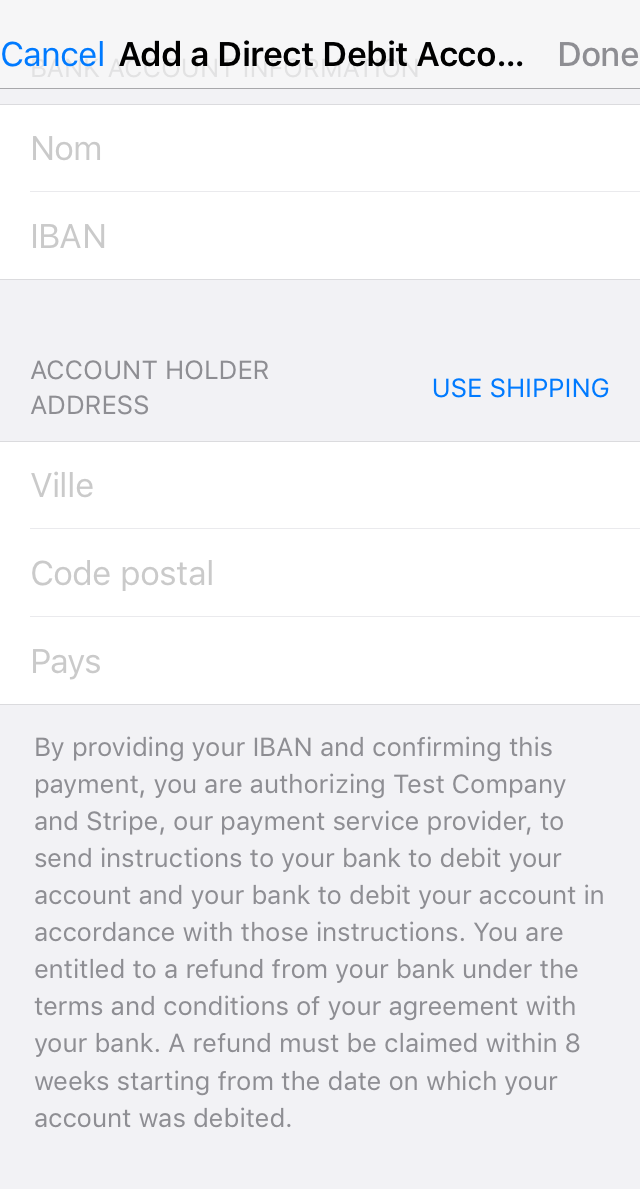 Cancel Add a Direct Debit Acco... Done
BANK ACCOUNT INFORMATION
Nom
IBAN
ACCOUNT HOLDER
ADDRESS
USE SHIPPING
Ville
Code postal
Pays
By providing your IBAN and confirming this
payment, you are authorizing Test Company
and Stripe, our payment service provider, to
send instructions to your bank to debit your
account and your bank to debit your account in
accordance with those instructions. You are
entitled to a refund from your bank under the
terms and conditions of your agreement with
your bank. A refund must be claimed within 8
weeks starting from the date on which your
account was debited.